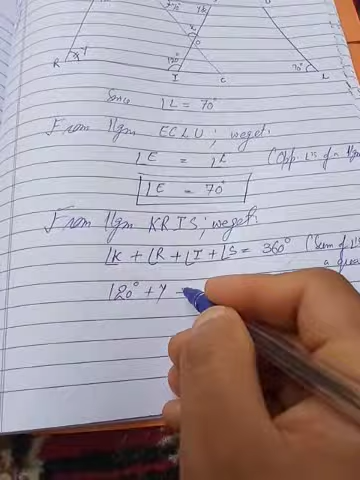 R
y
120°
I
x
O
C
70°
L
Since ∠L = 70°
From llgm ECLU; we get:
∠E = ∠L (Opp. ∠s of a llgm
∠E = 70°
From llgm KRIS; we get:
∠K + ∠R + ∠I + ∠S = 360° (Sum of ∠s
a quad
120° + y